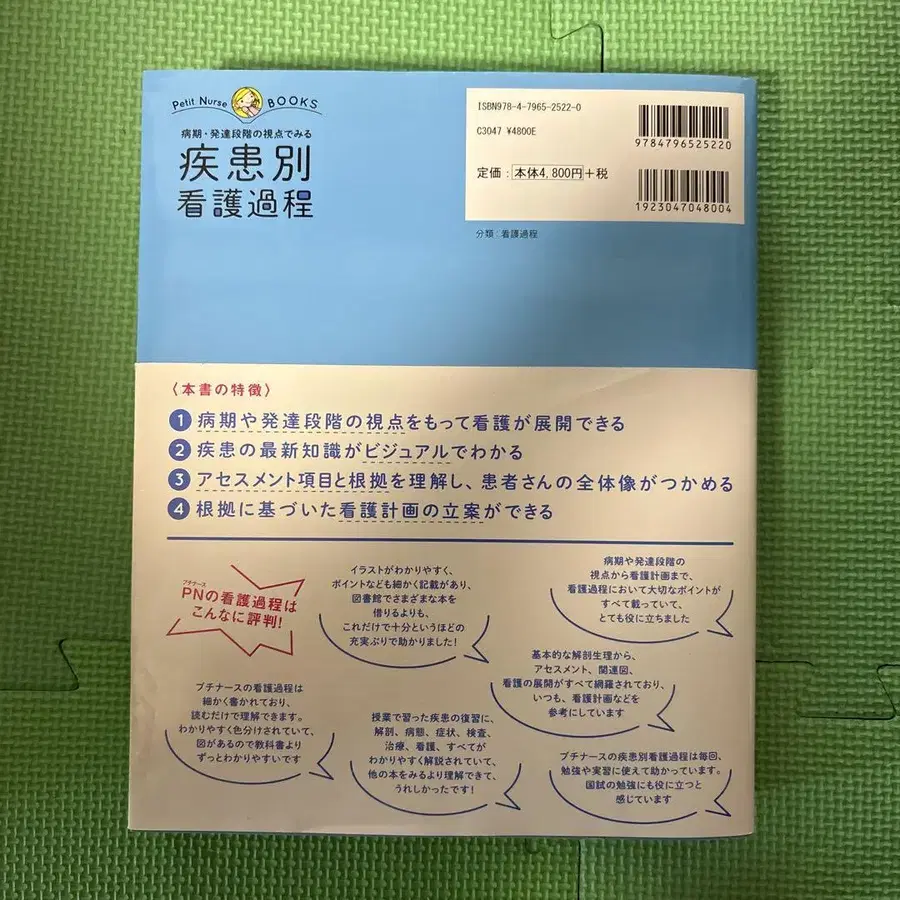 Petit Nurse BOOKS
病期・発達段階の視点でみる
疾患別
看護過程
ISBN978-4-7965-2522-0
C3047 ¥4800E
定価：本体4,800円+税
9784796525220
1923047048004
分類：看護過程
〈本書の特徴〉
1 病期や発達段階の視点をもって看護が展開できる
2 疾患の最新知識がビジュアルでわかる
3 アセスメント項目と根拠を理解し、患者さんの全体像がつかめる
4 根拠に基づいた看護計画の立案ができる
プチナース
PNの看護過程は
こんなに評判!
イラストがわかりやすく、
ポイントなども細かく記載があり、
図書館でさまざまな本を
借りるよりも、
これだけで十分というほどの
充実ぶりで助かりました!
病期や発達段階の
視点から看護計画まで、
看護過程において大切なポイントが
すべて載っていて、
とても役に立ちました
基本的な解剖生理から、
アセスメント、関連図、
看護の展開がすべて網羅されており、
いつも、看護計画などを
参考にしています
プチナースの看護過程は
細かく書かれており、
読むだけで理解できます。
わかりやすく色分けされていて、
図があるので教科書より
ずっとわかりやすいです
授業で習った疾患の復習に、
解剖、病態、症状、検査、
治療、看護、すべてが
わかりやすく解説されていて、
他の本をみるより理解できて、
うれしかったです!
プチナースの疾患別看護過程は毎回、
勉強や実習に使えて助かっています。
国試の勉強にも役に立つと
感じています